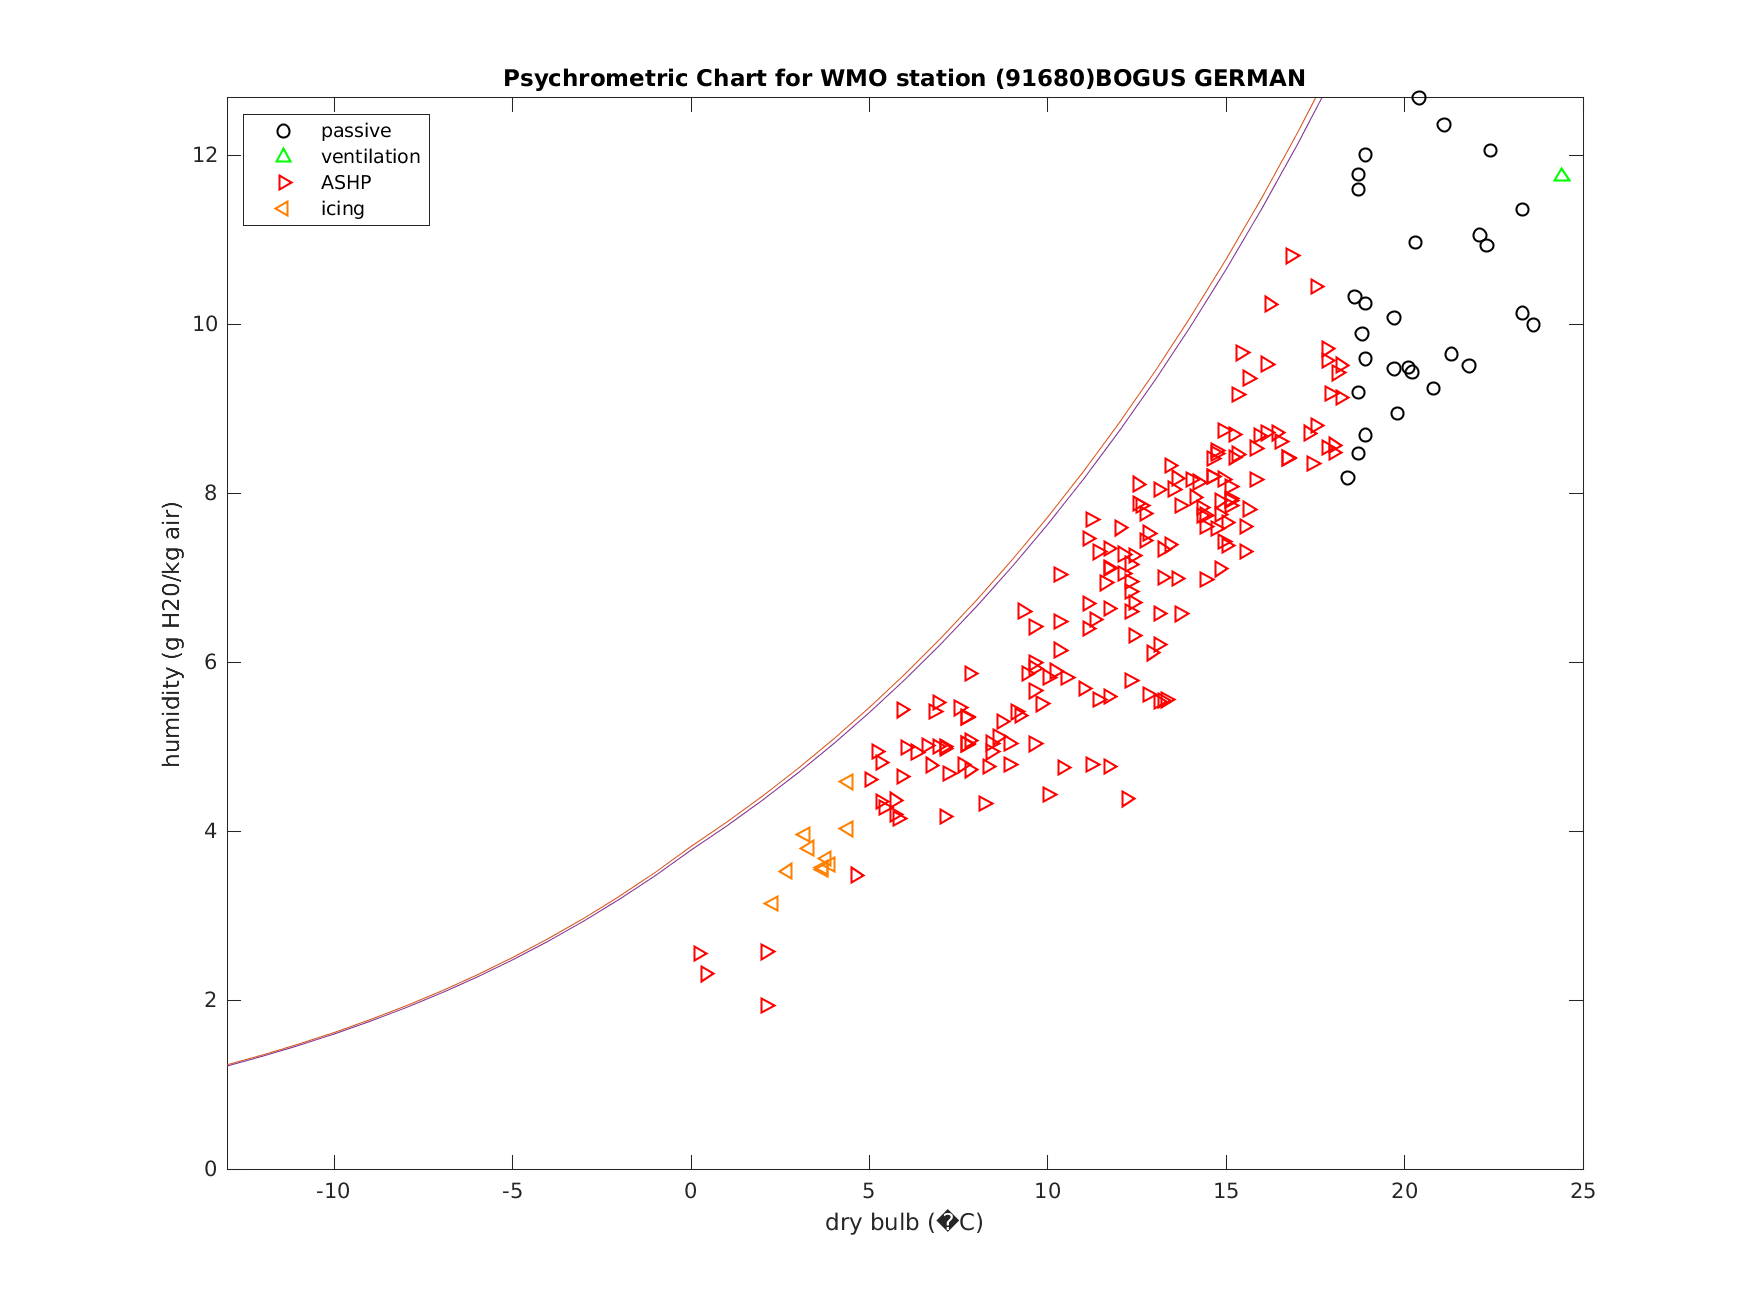 Psychrometric Chart for WMO station (91680)BOGUS GERMAN
passive
ventilation
ASHP
icing
humidity (g H20/kg air)
12
10
8
6
4
2
0
-10 -5 0 5 10 15 20 25
dry bulb (�C)